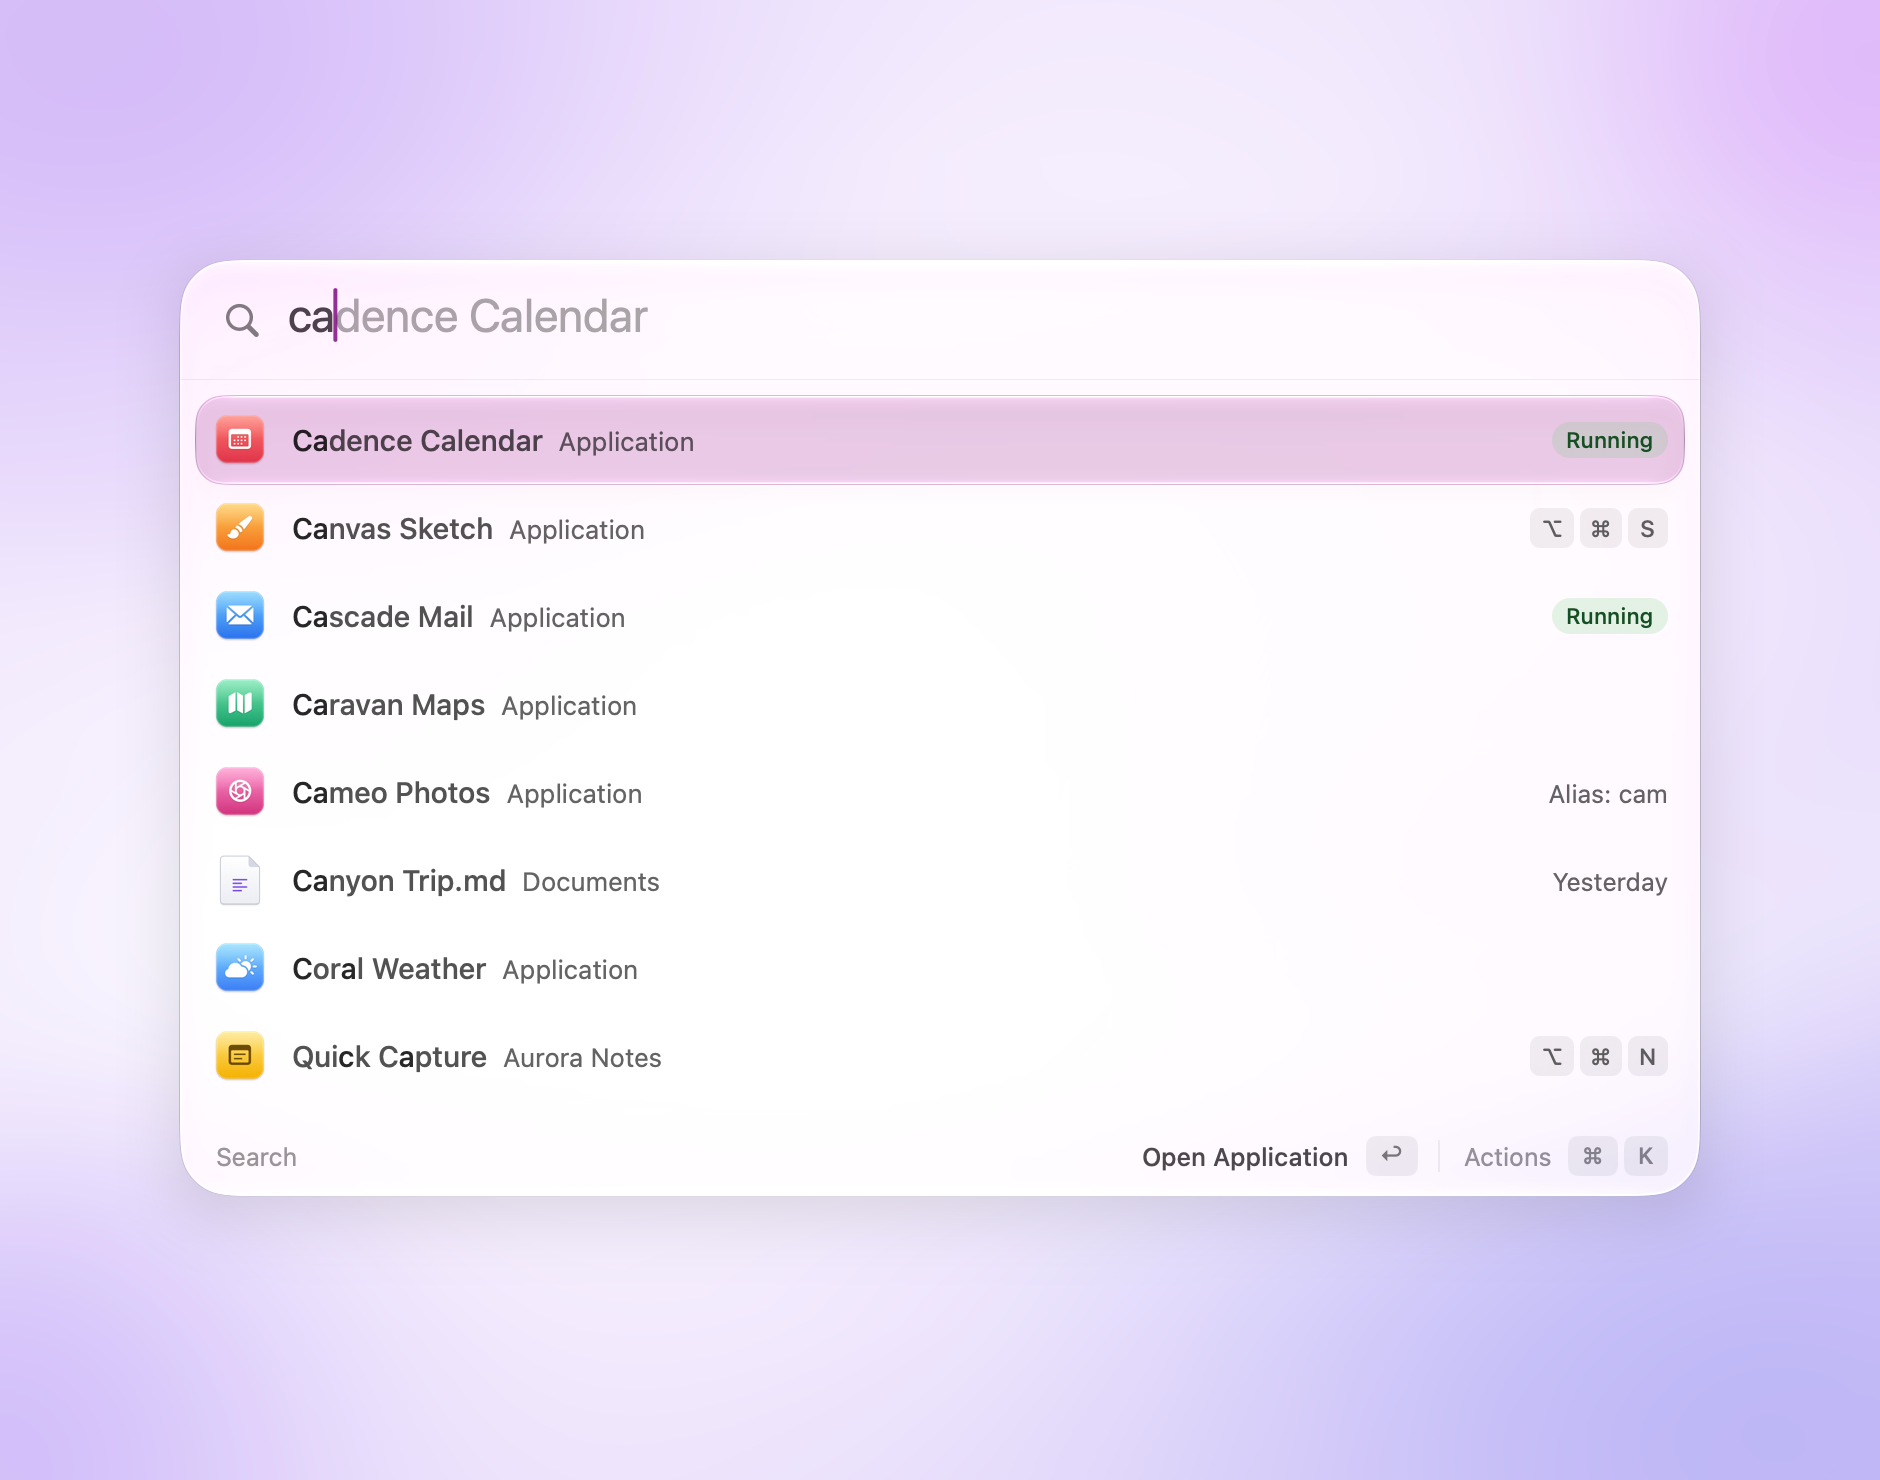 cadence Calendar
Cadence Calendar Application Running
Canvas Sketch Application ⌥ ⌘ S
Cascade Mail Application Running
Caravan Maps Application
Cameo Photos Application Alias: cam
Canyon Trip.md Documents Yesterday
Coral Weather Application
Quick Capture Aurora Notes ⌥ ⌘ N
Search Open Application ↩ Actions ⌘ K